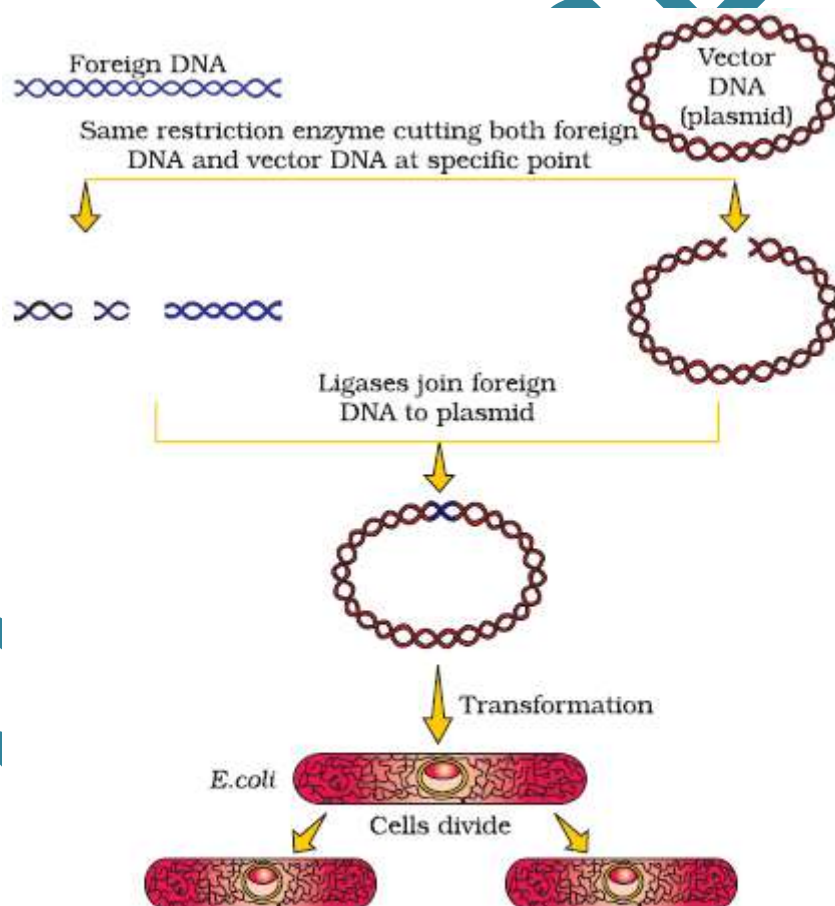 Foreign DNA
Vector
DNA
(plasmid)
Same restriction enzyme cutting both foreign
DNA and vector DNA at specific point
Ligases join foreign
DNA to plasmid
Transformation
E.coli
Cells divide